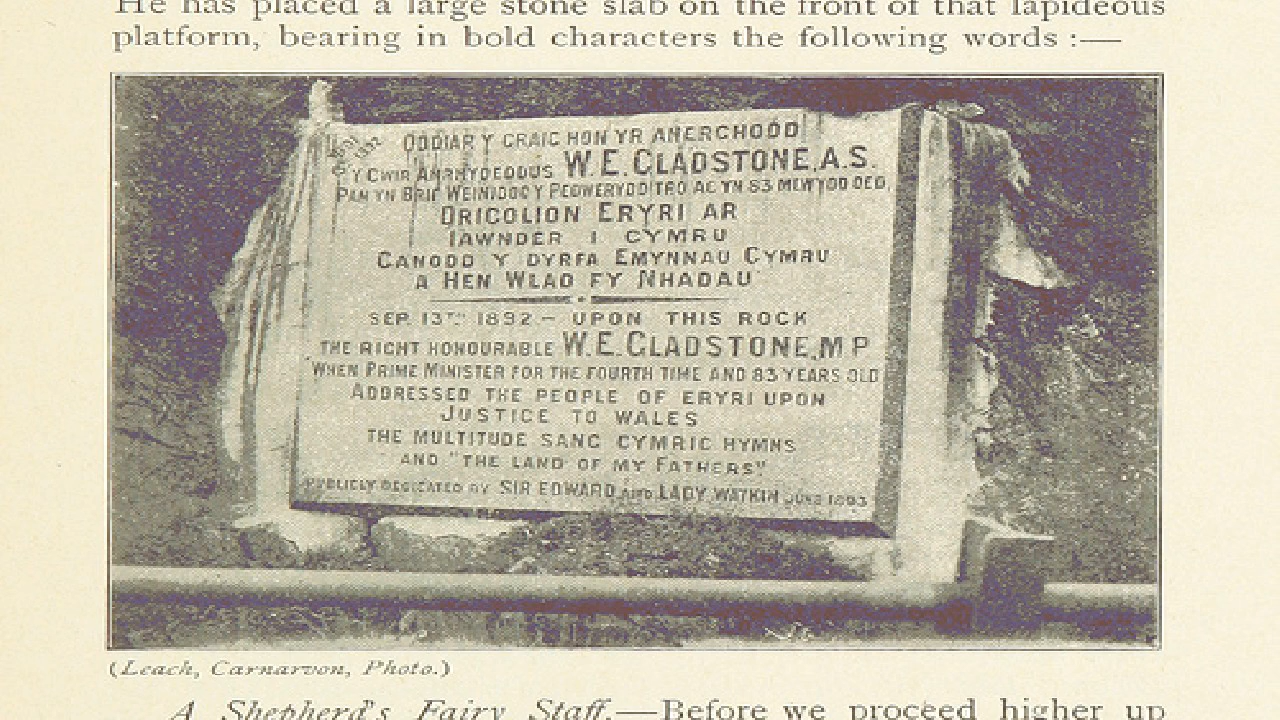 He has placed a large stone slab on the front of that lapideous
platform, bearing in bold characters the following words :—
ODDIAR Y CRAIG HON YR ANERCHODD
Y CWIR ANRHYDEDDUS W.E.GLADSTONE,A.S.
PAN YN BRIF WEINIDOG Y PEDWERYDD TRO AC YN 83 MLWYDD OED,
DRIGOLION ERYRI AR
IAWNDER I CYMRU
CANODD Y DYRFA EMYNNAU CYMRU
A HEN WLAD FY NHADAU
SEP. 13TH 1892 — UPON THIS ROCK
THE RIGHT HONOURABLE W.E.GLADSTONE,M P
WHEN PRIME MINISTER FOR THE FOURTH TIME AND 83 YEARS OLD
ADDRESSED THE PEOPLE OF ERYRI UPON
JUSTICE TO WALES
THE MULTITUDE SANG CYMRIC HYMNS
AND "THE LAND OF MY FATHERS".
PUBLICLY DEDICATED BY SIR EDWARD AND LADY WATKIN JUNE 1893
(Leach, Carnarvon, Photo.)
A Shepherd's Fairy Staff.—Before we proceed higher up